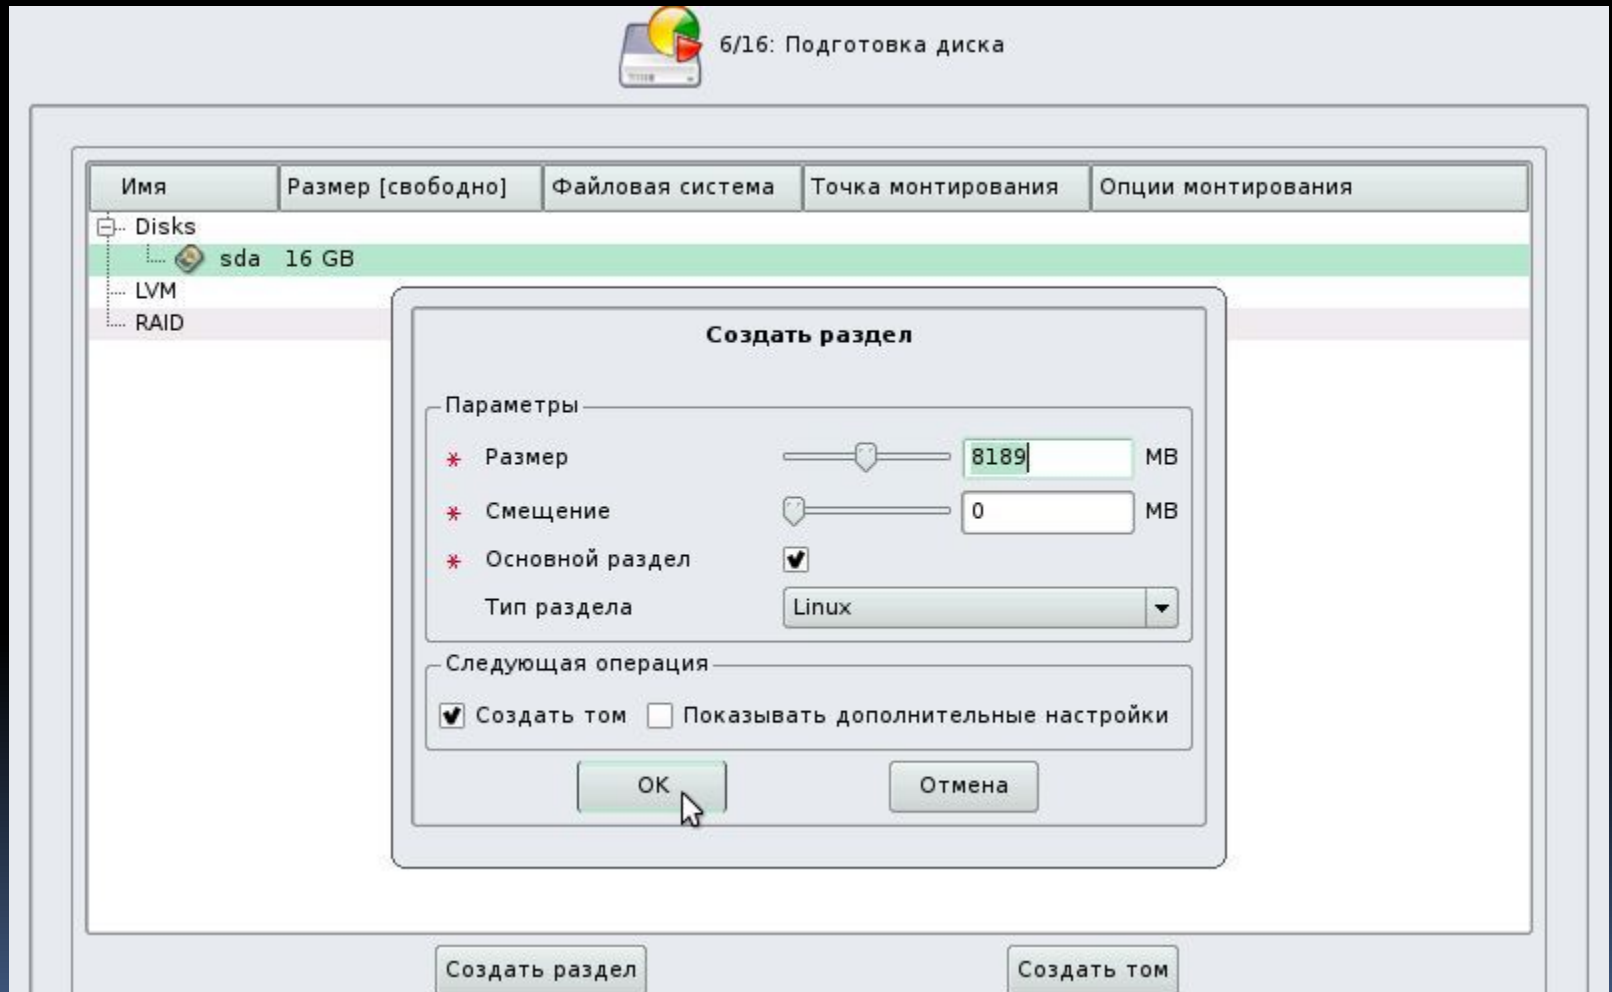 6/16: Подготовка диска
Имя Размер [свободно] Файловая система Точка монтирования Опции монтирования
Disks
sda 16 GB
LVM
RAID
Создать раздел
Параметры
* Размер 8189 MB
* Смещение 0 MB
* Основной раздел
Тип раздела Linux
Следующая операция
Создать том Показывать дополнительные настройки
OK Отмена
Создать раздел Создать том